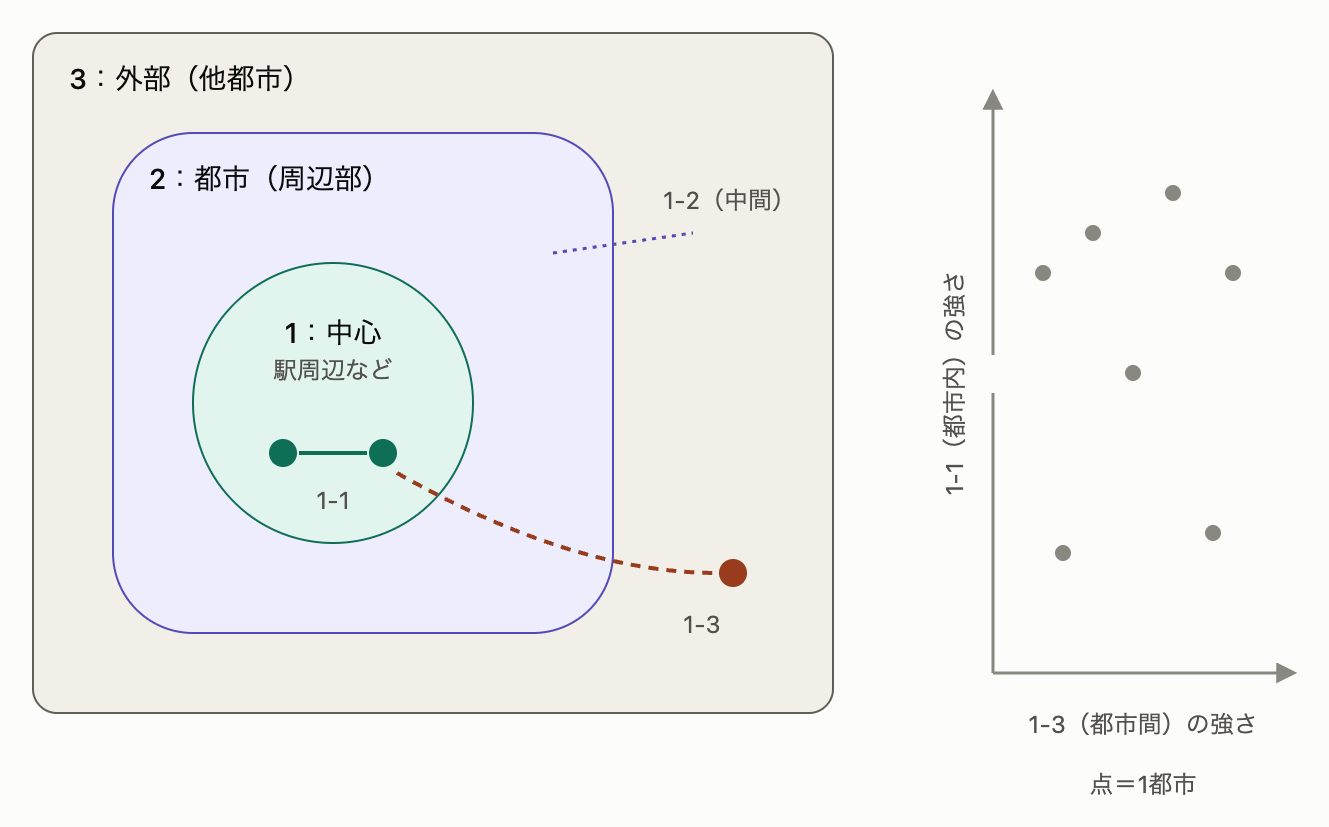 3：外部（他都市）
2：都市（周辺部）
1-2（中間）
1：中心
駅周辺など
1-1
1-3
1-1（都市内）の強さ
1-3（都市間）の強さ
点＝1都市